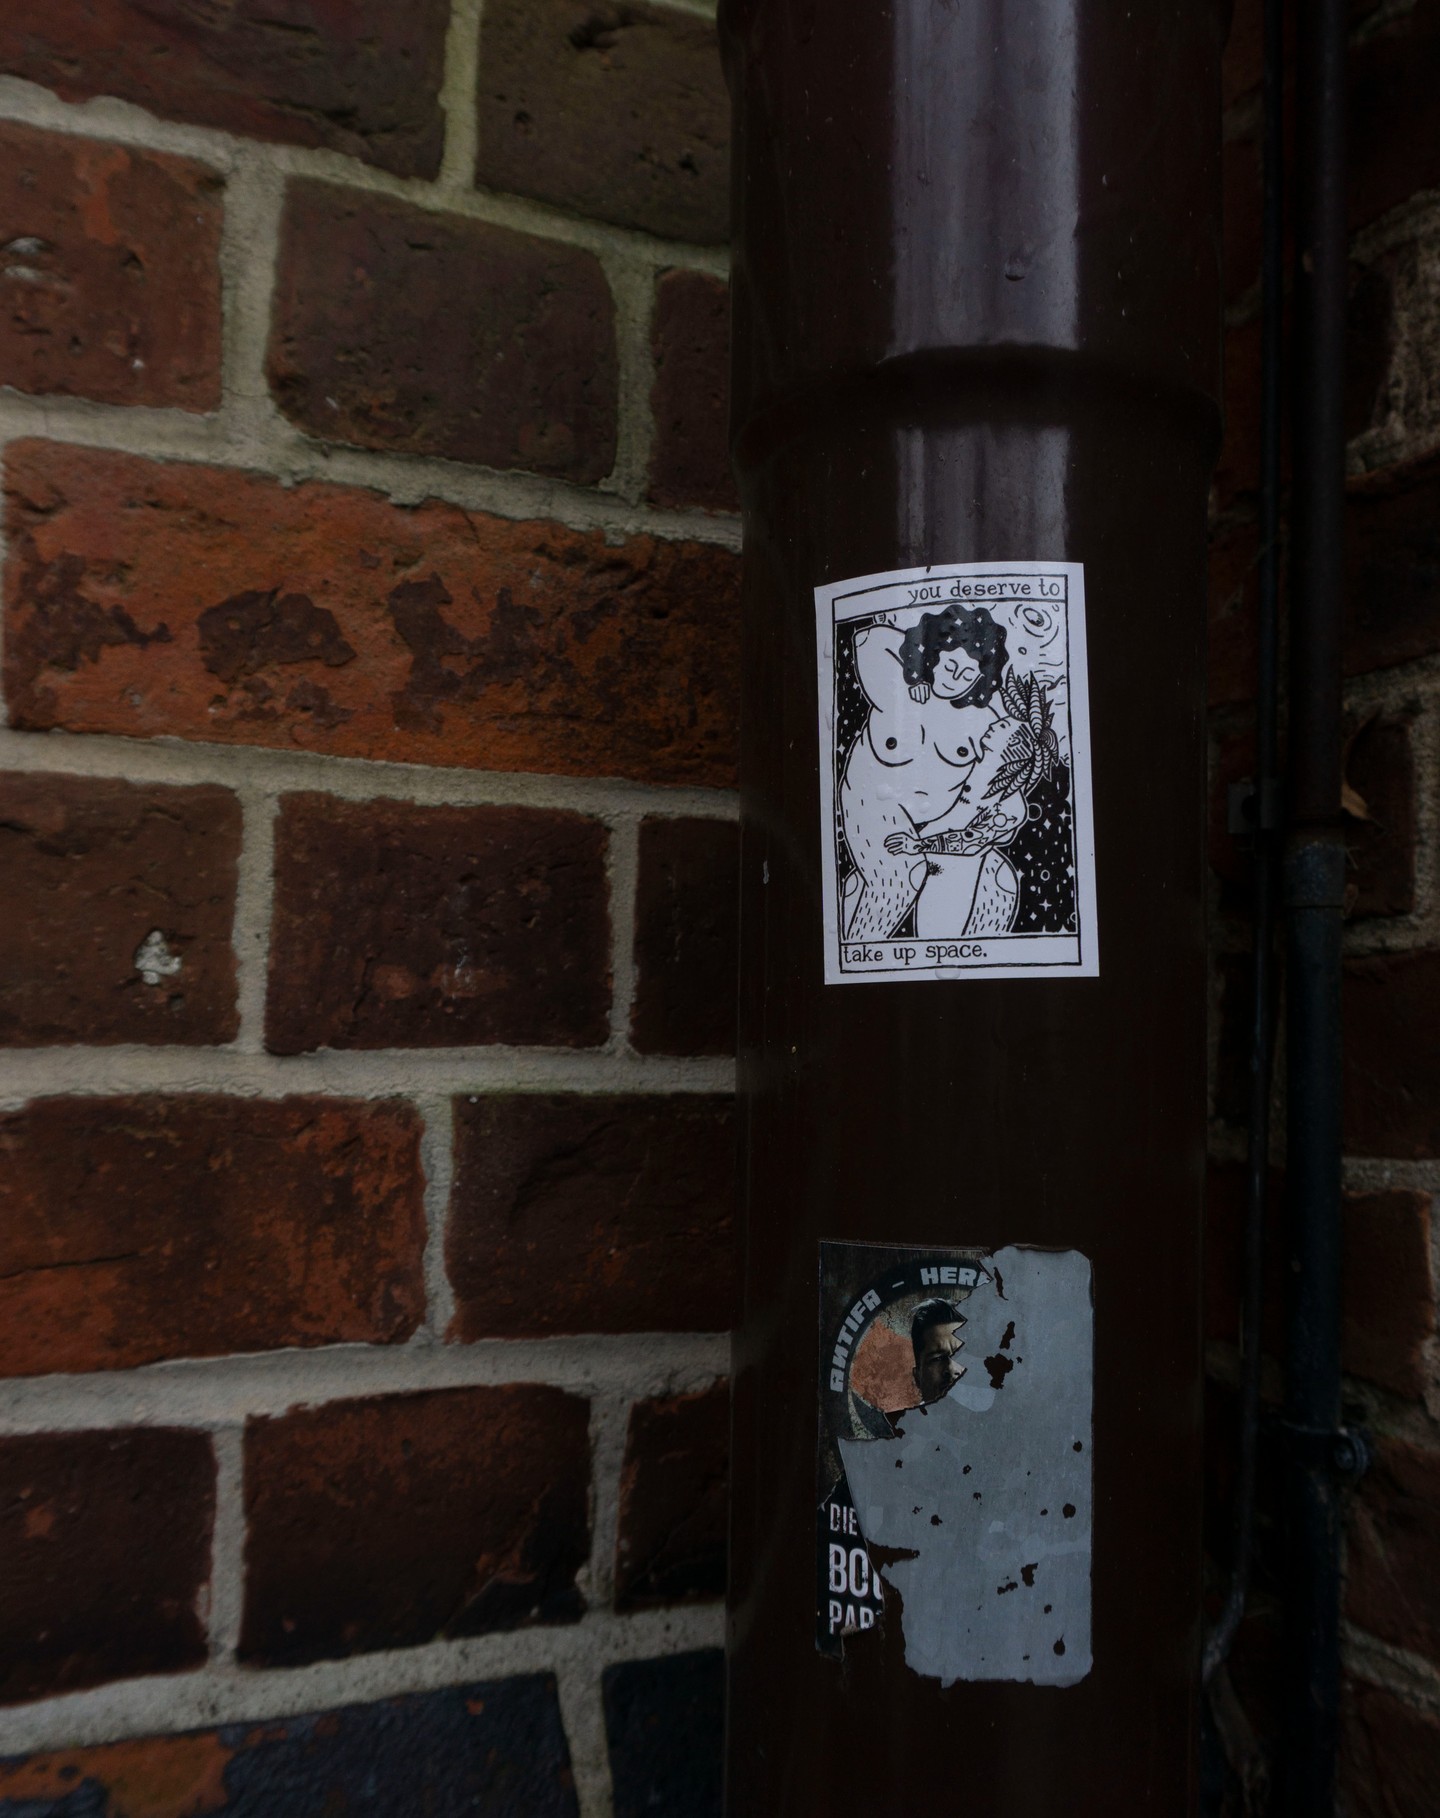 you deserve to
take up space.
ANTIFA - HER
DIE
BO
PAR